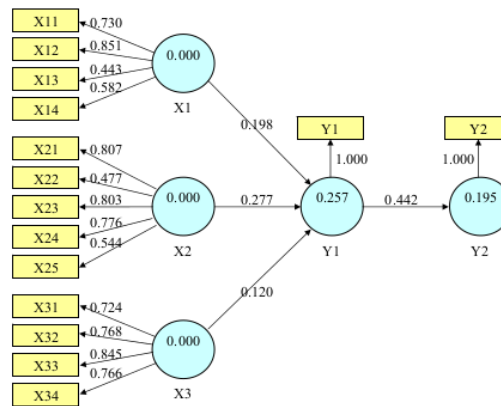 X11
0.730
X12
0.851
0.000
X13
0.443
X14
0.582
X1
0.198
X21
0.807
X22
0.477
0.000
X23
0.803
X24
0.776
X25
0.544
X2
0.277
Y1
1.000
0.257
Y1
0.442
Y2
1.000
0.195
Y2
0.120
X31
0.724
X32
0.768
0.000
X33
0.845
X34
0.766
X3